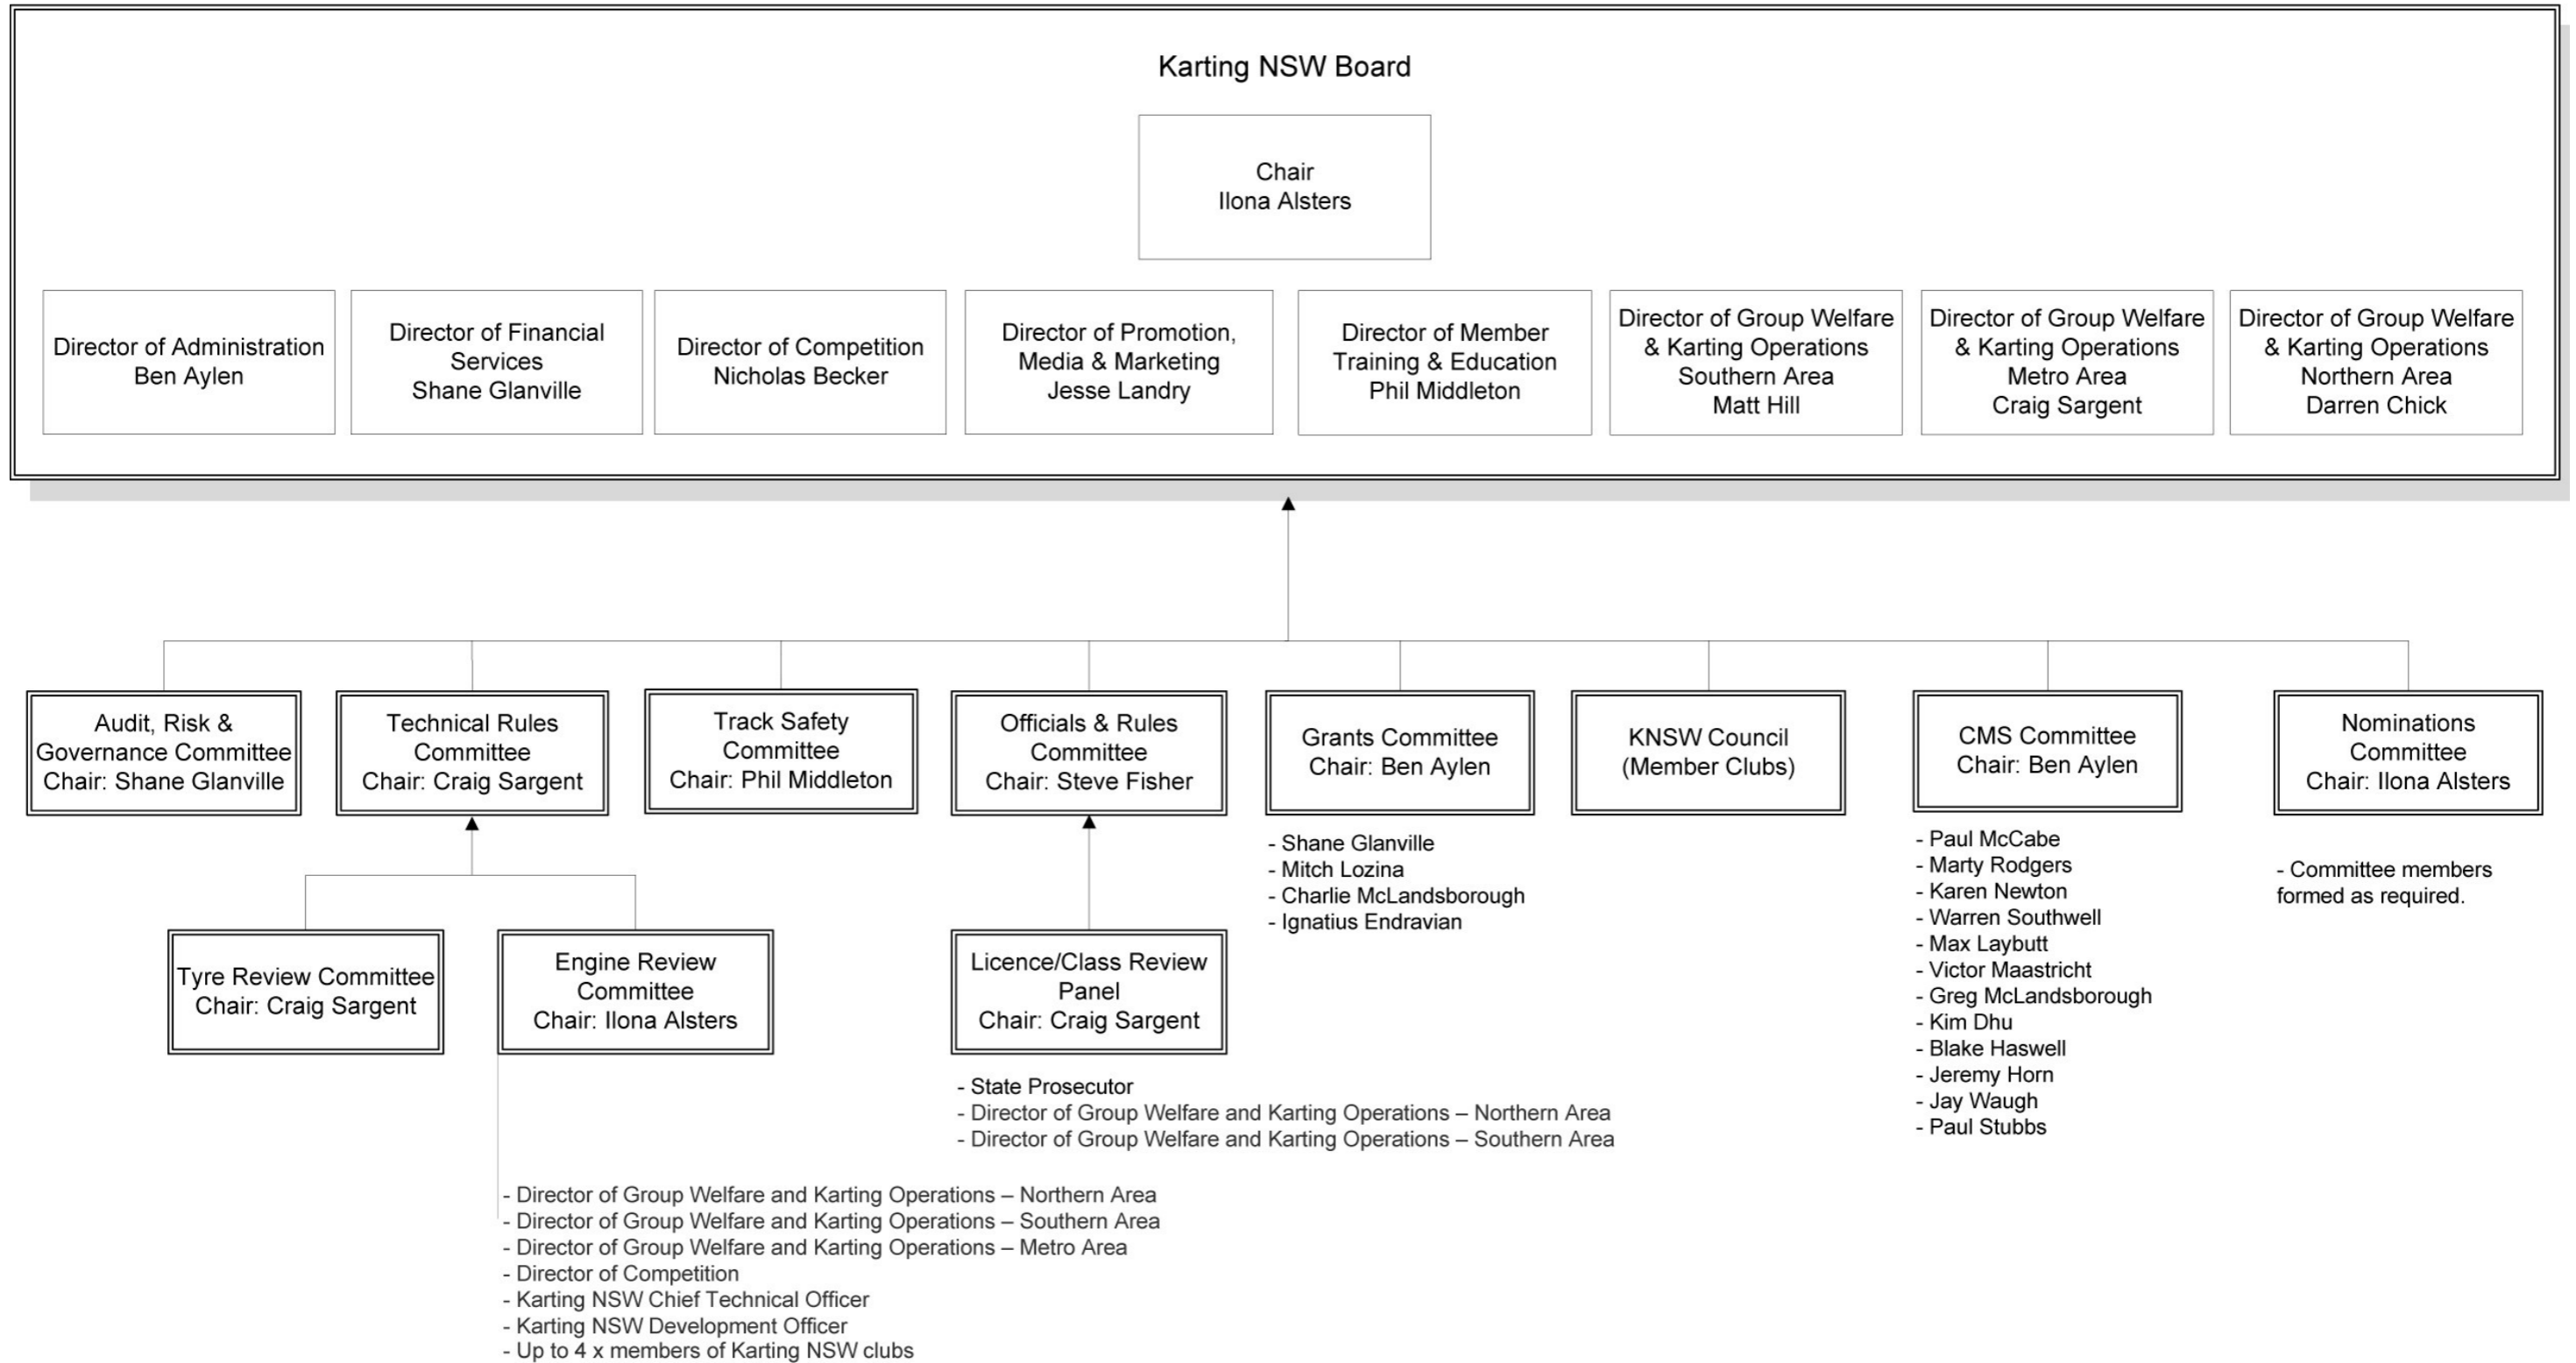 Karting NSW Board
Chair
Ilona Alsters
Director of Administration
Ben Aylen
Director of Financial
Services
Shane Glanville
Director of Competition
Nicholas Becker
Director of Promotion,
Media & Marketing
Jesse Landry
Director of Member
Training & Education
Phil Middleton
Director of Group Welfare
& Karting Operations
Southern Area
Matt Hill
Director of Group Welfare
& Karting Operations
Metro Area
Craig Sargent
Director of Group Welfare
& Karting Operations
Northern Area
Darren Chick
Audit, Risk &
Governance Committee
Chair: Shane Glanville
Technical Rules
Committee
Chair: Craig Sargent
Track Safety
Committee
Chair: Phil Middleton
Officials & Rules
Committee
Chair: Steve Fisher
Grants Committee
Chair: Ben Aylen
KNSW Council
(Member Clubs)
CMS Committee
Chair: Ben Aylen
Nominations
Committee
Chair: Ilona Alsters
- Shane Glanville
- Mitch Lozina
- Charlie McLandsborough
- Ignatius Endravian
- Paul McCabe
- Marty Rodgers
- Karen Newton
- Warren Southwell
- Max Laybutt
- Victor Maastricht
- Greg McLandsborough
- Kim Dhu
- Blake Haswell
- Jeremy Horn
- Jay Waugh
- Paul Stubbs
- Committee members
formed as required.
Tyre Review Committee
Chair: Craig Sargent
Engine Review
Committee
Chair: Ilona Alsters
Licence/Class Review
Panel
Chair: Craig Sargent
- State Prosecutor
- Director of Group Welfare and Karting Operations – Northern Area
- Director of Group Welfare and Karting Operations – Southern Area
- Director of Group Welfare and Karting Operations – Northern Area
- Director of Group Welfare and Karting Operations – Southern Area
- Director of Group Welfare and Karting Operations – Metro Area
- Director of Competition
- Karting NSW Chief Technical Officer
- Karting NSW Development Officer
- Up to 4 x members of Karting NSW clubs